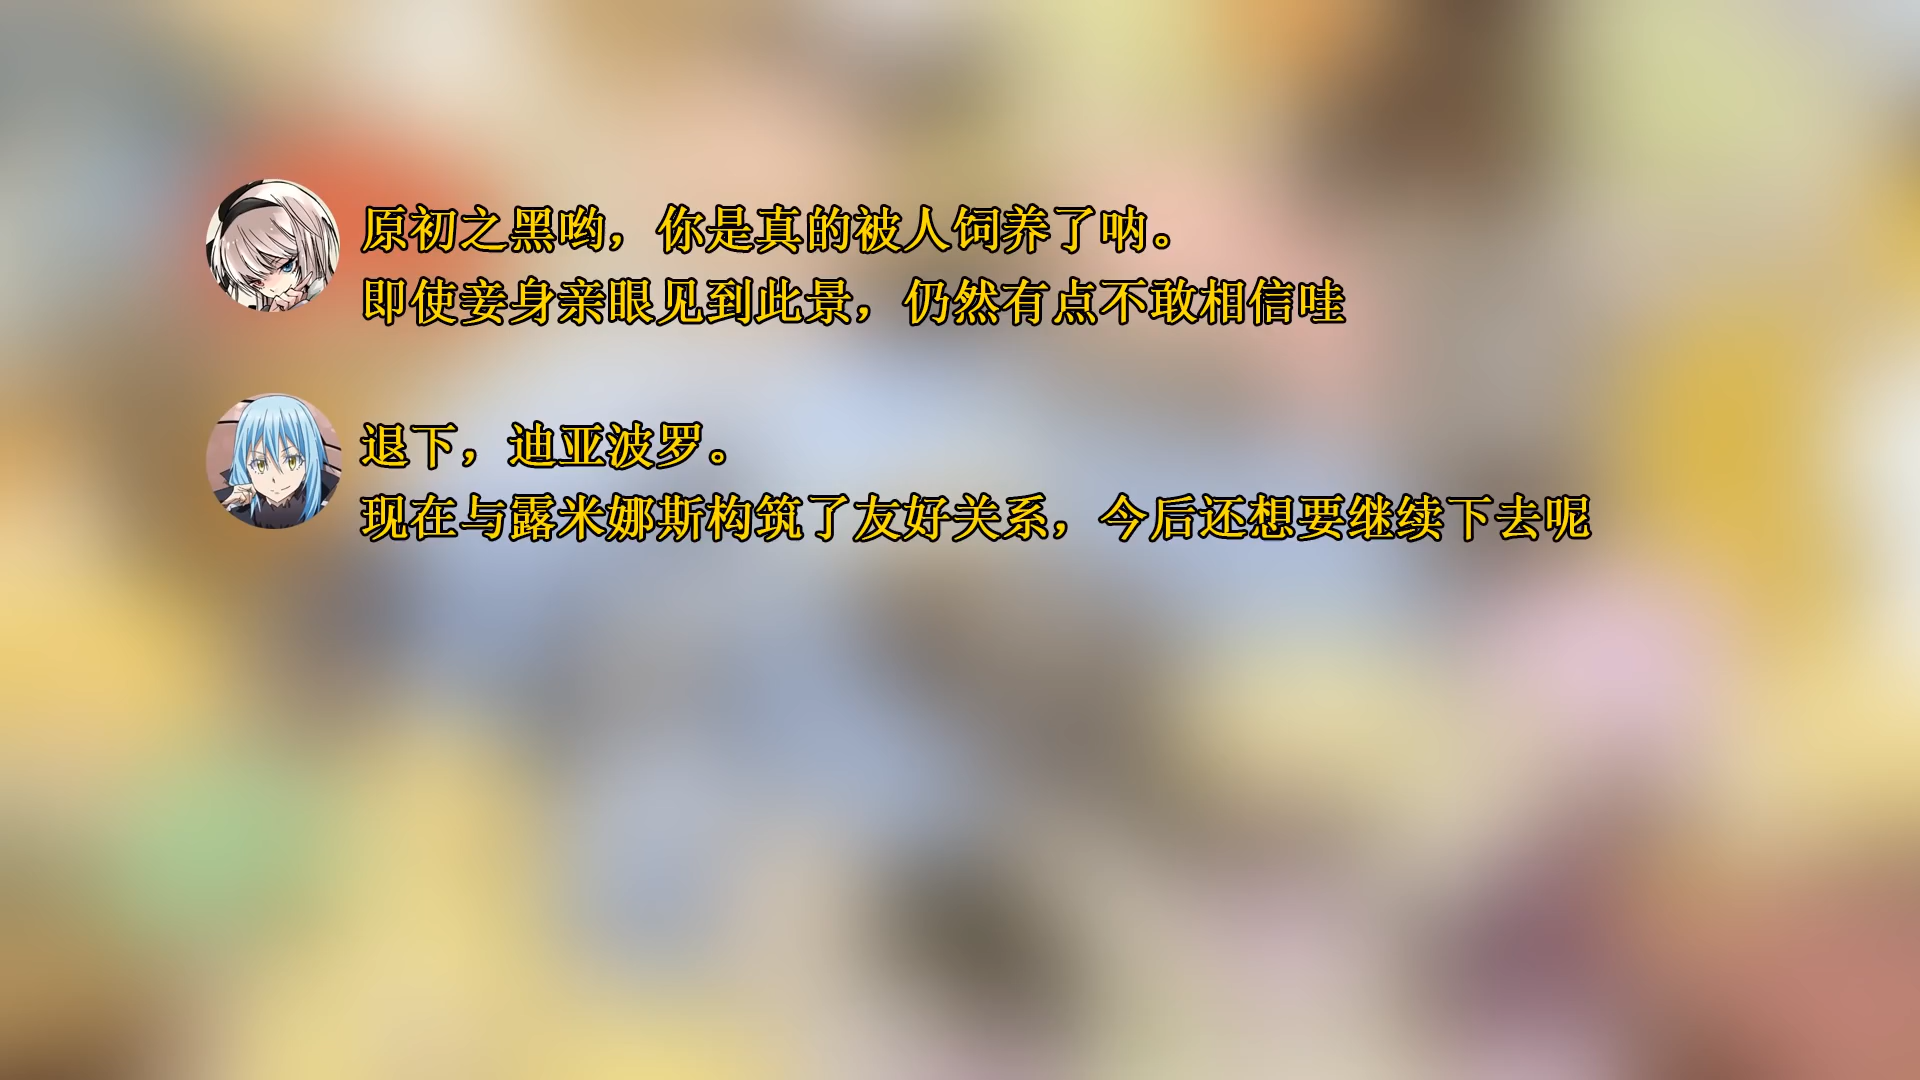 原初之黑哟，你是真的被人饲养了呐。
即使妾身亲眼见到此景，仍然有点不敢相信哇
退下，迪亚波罗。
现在与露米娜斯构筑了友好关系，今后还想要继续下去呢